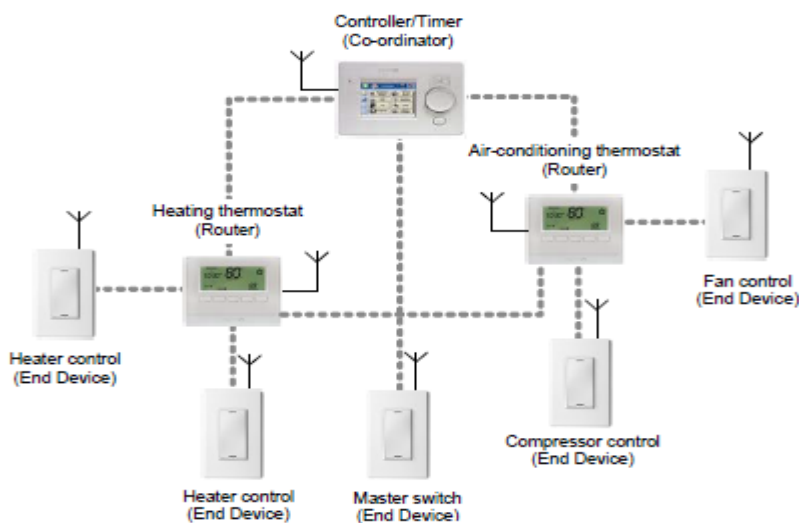 Controller/Timer
(Co-ordinator)
Air-conditioning thermostat
(Router)
Heating thermostat
(Router)
Fan control
(End Device)
Heater control
(End Device)
Compressor control
(End Device)
Heater control
(End Device)
Master switch
(End Device)